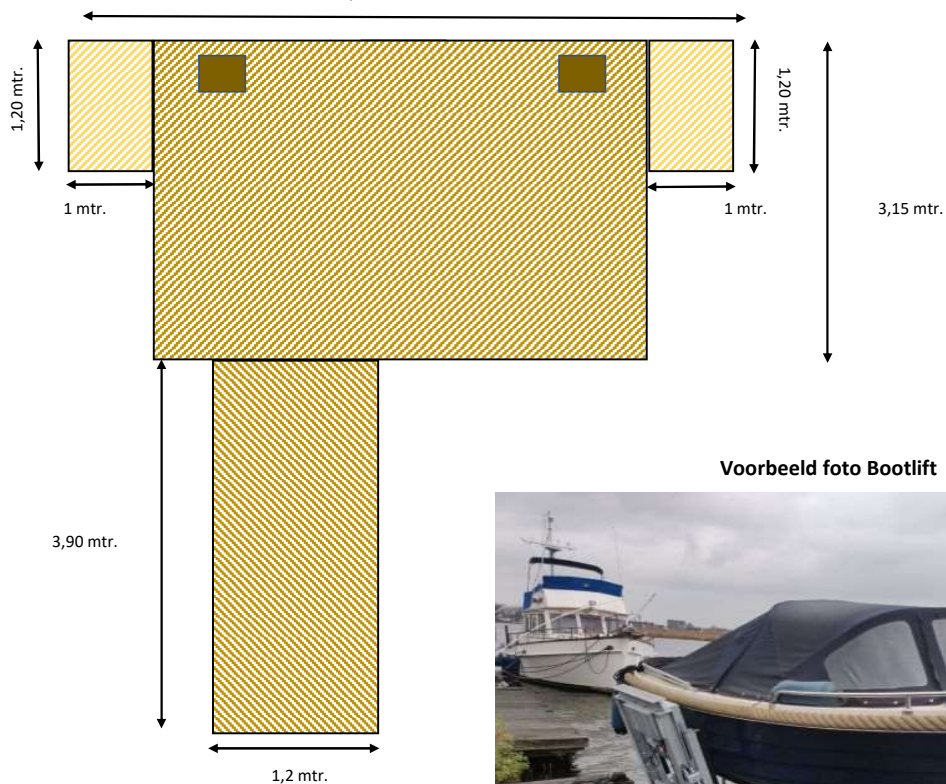 1,20 mtr.
1,20 mtr.
1 mtr.
1 mtr.
3,15 mtr.
Voorbeeld foto Bootlift
3,90 mtr.
1,2 mtr.